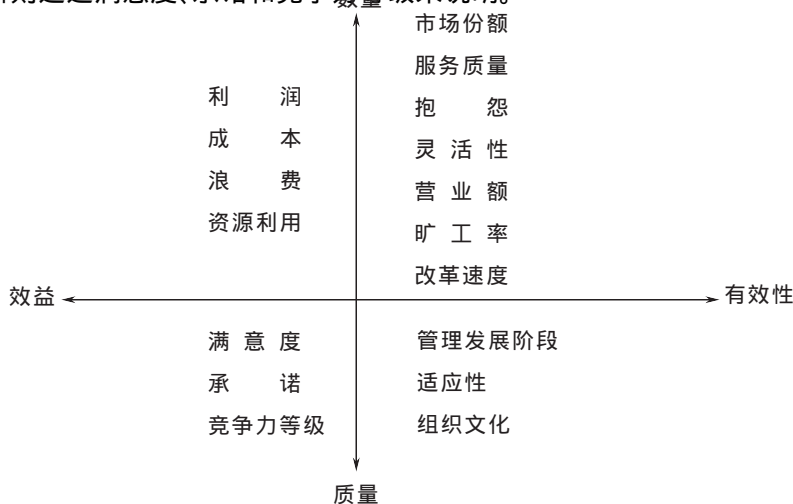 数量
市场份额
服务质量
抱怨
灵活性
营业额
旷工率
改革速度
利润
成本
浪费
资源利用
效益
有效性
满意度
承诺
竞争力等级
管理发展阶段
适应性
组织文化
质量